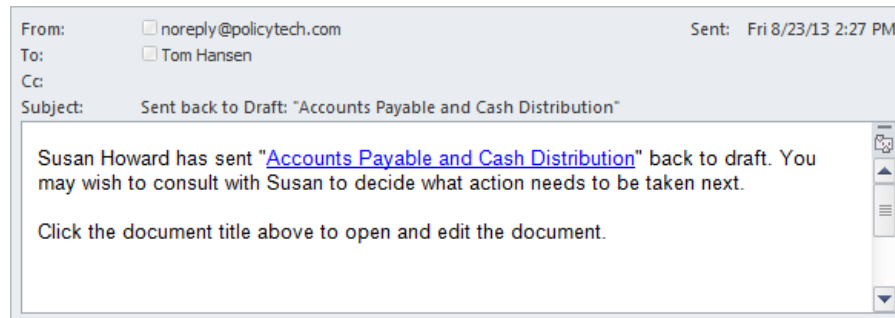 From: noreply@policytech.com Sent: Fri 8/23/13 2:27 PM
To: Tom Hansen
Cc:
Subject: Sent back to Draft: "Accounts Payable and Cash Distribution"
Susan Howard has sent "Accounts Payable and Cash Distribution" back to draft. You
may wish to consult with Susan to decide what action needs to be taken next.
Click the document title above to open and edit the document.